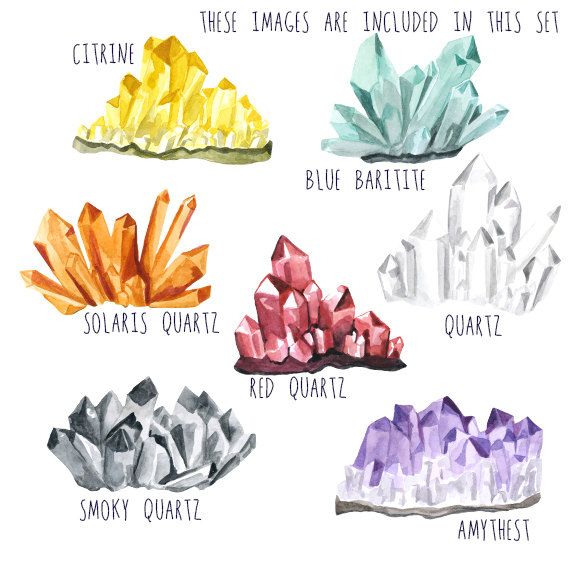 THESE IMAGES ARE INCLUDED IN THIS SET
CITRINE
BLUE BARITITE
SOLARIS QUARTZ
QUARTZ
RED QUARTZ
SMOKY QUARTZ
AMYTHEST